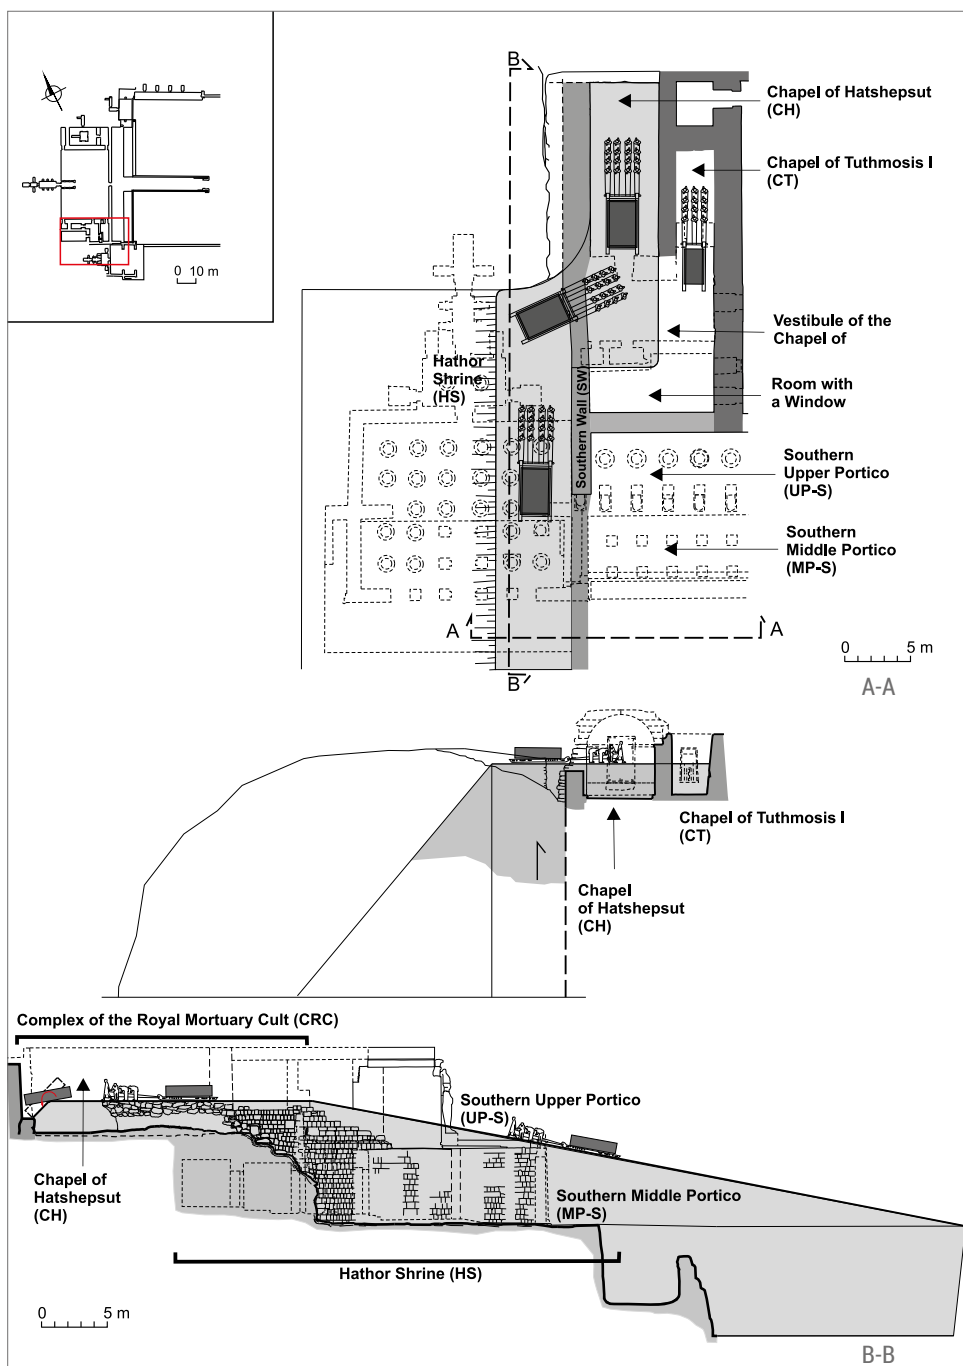 0 10 m
B
Chapel of Hatshepsut
(CH)
Chapel of Tuthmosis I
(CT)
Vestibule of the
Chapel of
Hathor
Shrine
(HS)
Southern Wall (SW)
Room with
a Window
Southern
Upper Portico
(UP-S)
Southern
Middle Portico
(MP-S)
A
A
B'
0 5 m
A-A
Chapel of Tuthmosis I
(CT)
Chapel
of Hatshepsut
(CH)
Complex of the Royal Mortuary Cult (CRC)
Southern Upper Portico
(UP-S)
Chapel of
Hatshepsut
(CH)
Southern Middle Portico
(MP-S)
Hathor Shrine (HS)
0 5 m
B-B